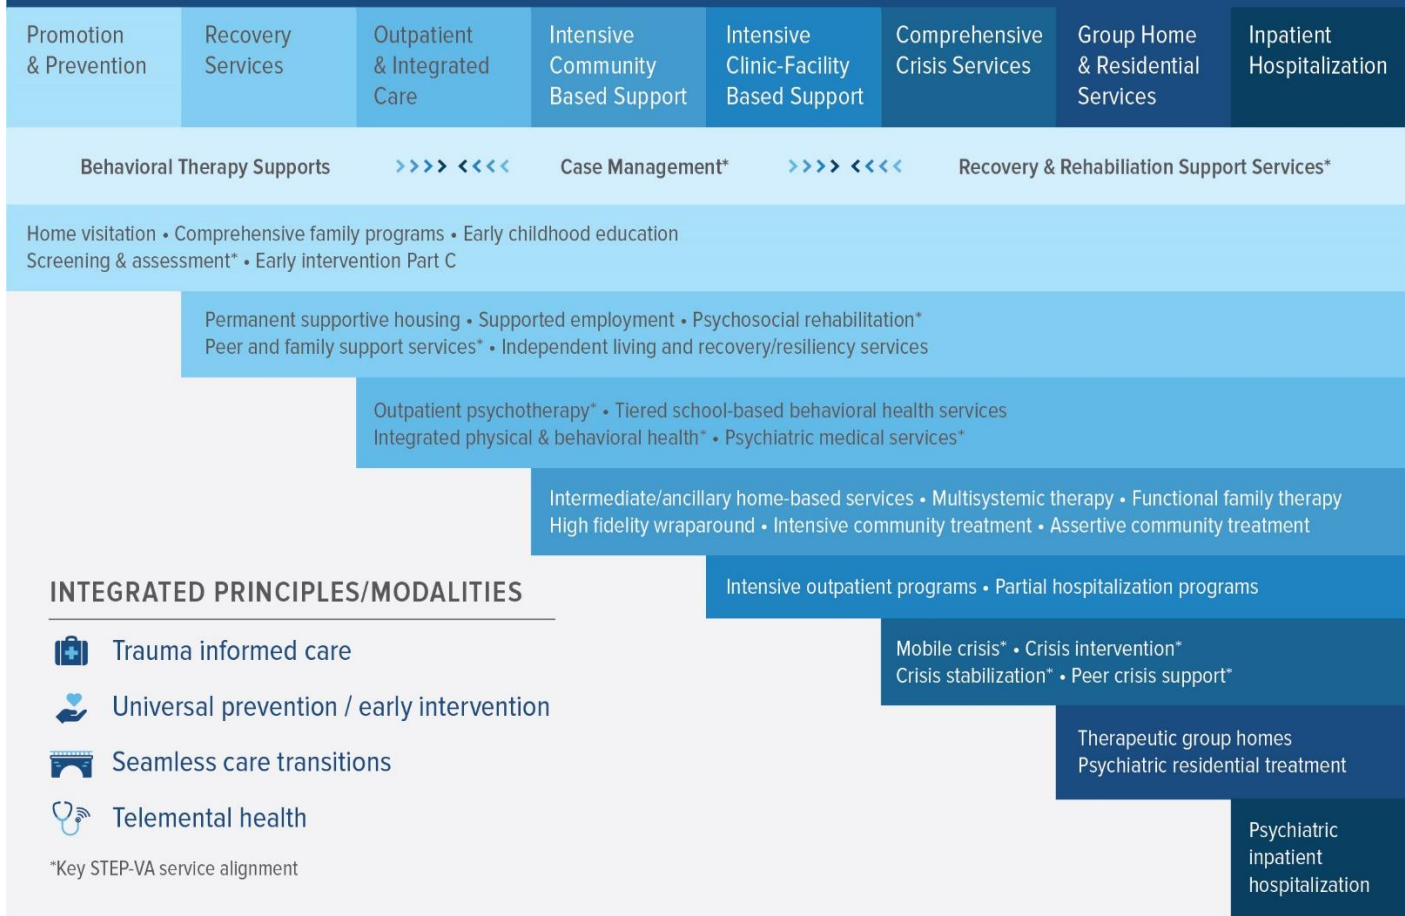 Promotion
& Prevention
Recovery
Services
Outpatient
& Integrated
Care
Intensive
Community
Based Support
Intensive
Clinic-Facility
Based Support
Comprehensive
Crisis Services
Group Home
& Residential
Services
Inpatient
Hospitalization
Behavioral Therapy Supports >>>> <<<< Case Management* >>>> <<<< Recovery & Rehabiliation Support Services*
Home visitation • Comprehensive family programs • Early childhood education
Screening & assessment* • Early intervention Part C
Permanent supportive housing • Supported employment • Psychosocial rehabilitation*
Peer and family support services* • Independent living and recovery/resiliency services
Outpatient psychotherapy* • Tiered school-based behavioral health services
Integrated physical & behavioral health* • Psychiatric medical services*
Intermediate/ancillary home-based services • Multisystemic therapy • Functional family therapy
High fidelity wraparound • Intensive community treatment • Assertive community treatment
Intensive outpatient programs • Partial hospitalization programs
Mobile crisis* • Crisis intervention*
Crisis stabilization* • Peer crisis support*
Therapeutic group homes
Psychiatric residential treatment
Psychiatric
inpatient
hospitalization
INTEGRATED PRINCIPLES/MODALITIES
Trauma informed care
Universal prevention / early intervention
Seamless care transitions
Telemental health
*Key STEP-VA service alignment